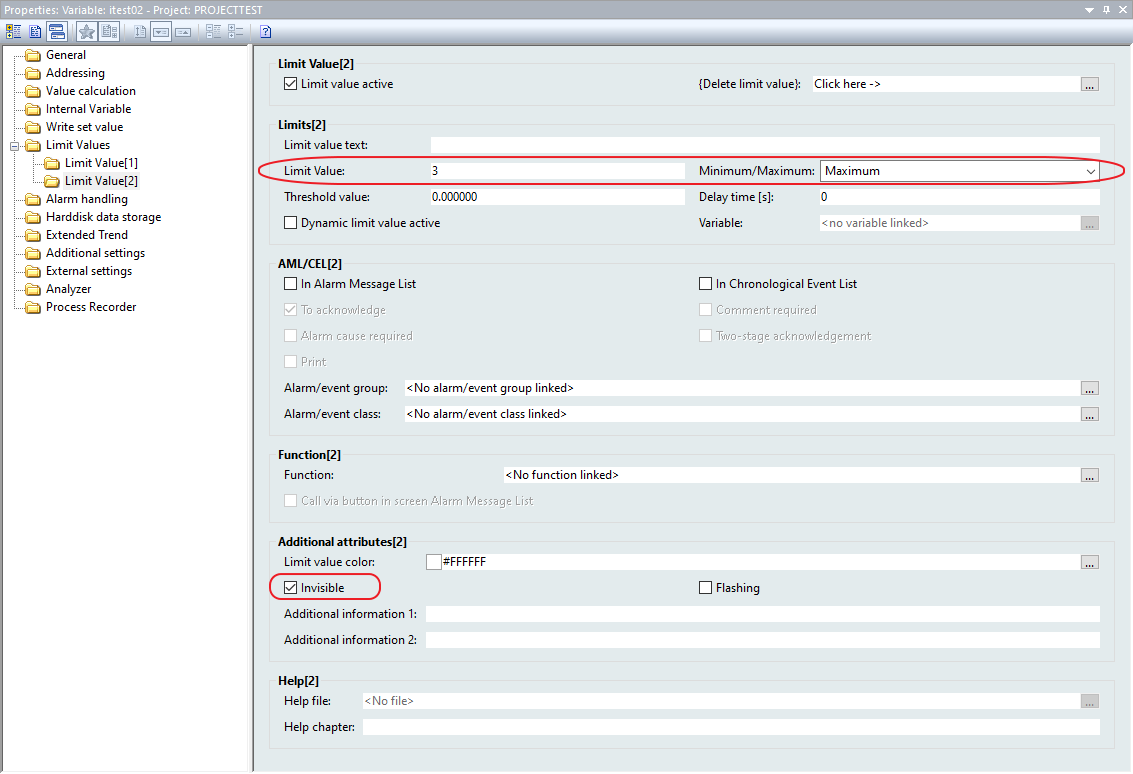 Properties: Variable: itest02 - Project: PROJECTTEST
General
Addressing
Value calculation
Internal Variable
Write set value
Limit Values
Limit Value[1]
Limit Value[2]
Alarm handling
Harddisk data storage
Extended Trend
Additional settings
External settings
Analyzer
Process Recorder
Limit Value[2]
Limit value active {Delete limit value}: Click here -> ...
Limits[2]
Limit value text:
Limit Value: 3 Minimum/Maximum: Maximum
Threshold value: 0.000000 Delay time [s]: 0
Dynamic limit value active Variable: <no variable linked> ...
AML/CEL[2]
In Alarm Message List In Chronological Event List
To acknowledge Comment required
Alarm cause required Two-stage acknowledgement
Print
Alarm/event group: <No alarm/event group linked> ...
Alarm/event class: <No alarm/event class linked> ...
Function[2]
Function: <No function linked> ...
Call via button in screen Alarm Message List
Additional attributes[2]
Limit value color: #FFFFFF ...
Invisible Flashing
Additional information 1:
Additional information 2:
Help[2]
Help file: <No file> ...
Help chapter: